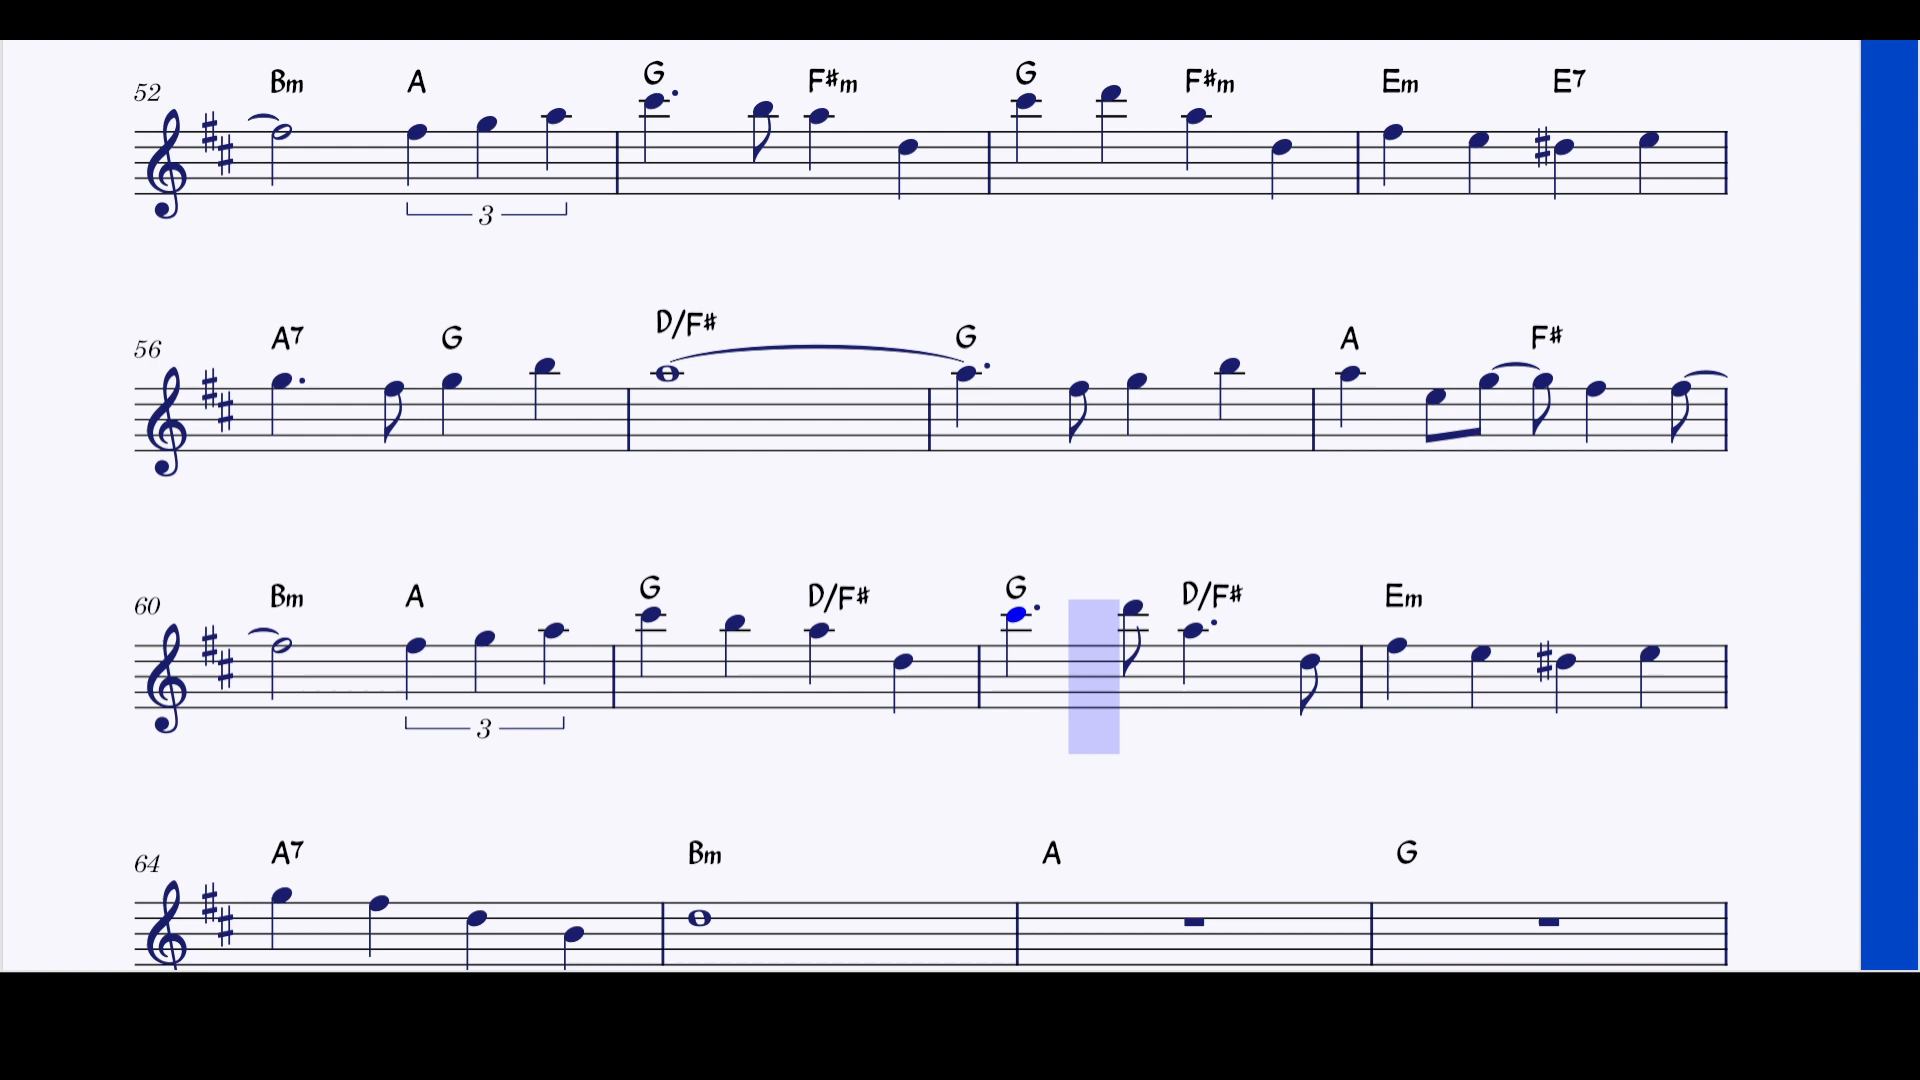 52 Bm A G F#m G F#m Em E7
3
56 A7 G D/F# G A F#
60 Bm A G D/F# G D/F# Em
3
64 A7 Bm A G